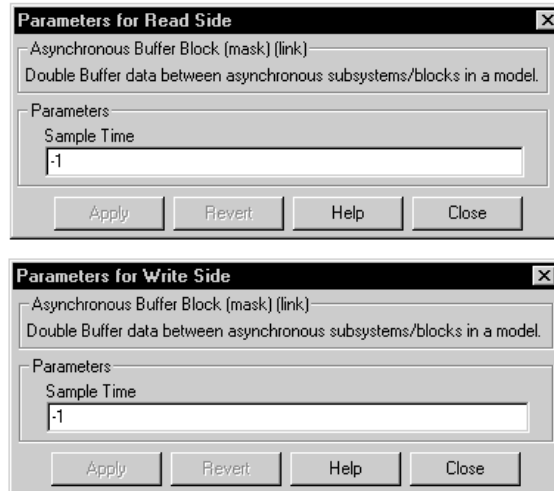 Parameters for Read Side
Asynchronous Buffer Block (mask) (link)
Double Buffer data between asynchronous subsystems/blocks in a model.
Parameters
Sample Time
-1
Apply Revert Help Close
Parameters for Write Side
Asynchronous Buffer Block (mask) (link)
Double Buffer data between asynchronous subsystems/blocks in a model.
Parameters
Sample Time
-1
Apply Revert Help Close